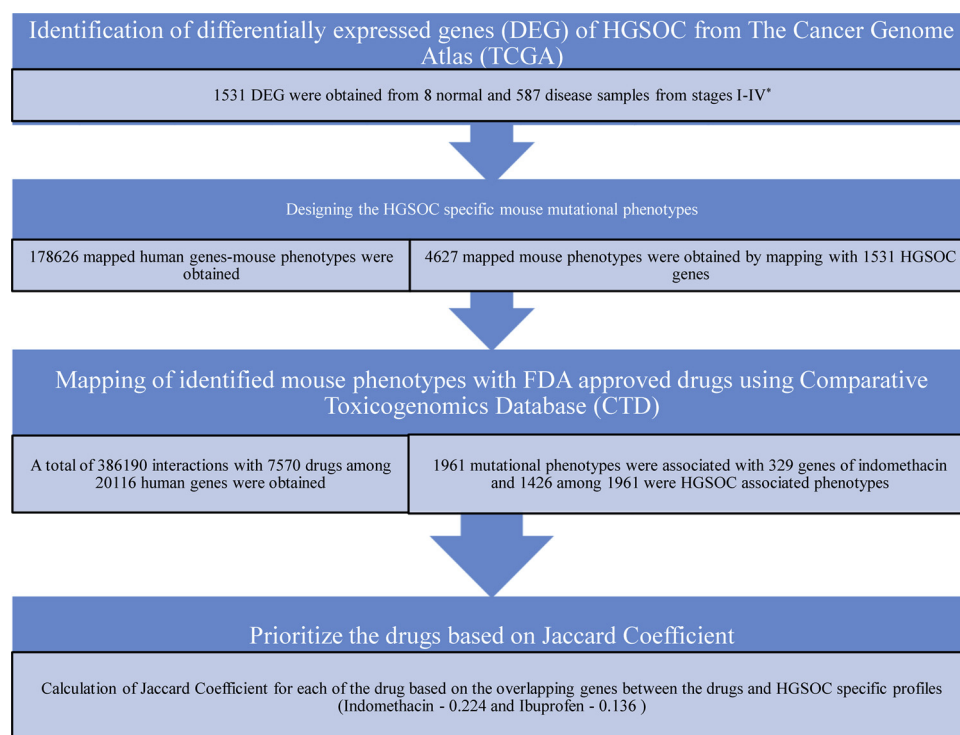 Identification of differentially expressed genes (DEG) of HGSOC from The Cancer Genome
Atlas (TCGA)
1531 DEG were obtained from 8 normal and 587 disease samples from stages I-IV*
Designing the HGSOC specific mouse mutational phenotypes
178626 mapped human genes-mouse phenotypes were
obtained
4627 mapped mouse phenotypes were obtained by mapping with 1531 HGSOC
genes
Mapping of identified mouse phenotypes with FDA approved drugs using Comparative
Toxicogenomics Database (CTD)
A total of 386190 interactions with 7570 drugs among
20116 human genes were obtained
1961 mutational phenotypes were associated with 329 genes of indomethacin
and 1426 among 1961 were HGSOC associated phenotypes
Prioritize the drugs based on Jaccard Coefficient
Calculation of Jaccard Coefficient for each of the drug based on the overlapping genes between the drugs and HGSOC specific profiles
(Indomethacin - 0.224 and Ibuprofen - 0.136 )